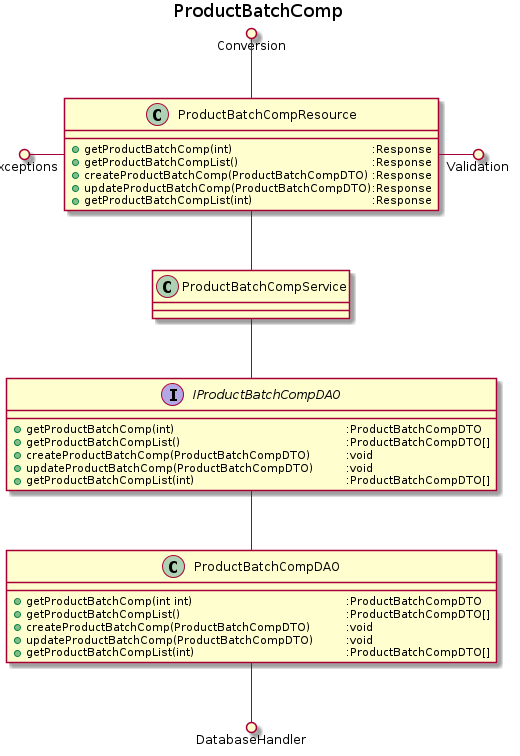 ProductBatchComp
Conversion
C ProductBatchCompResource
getProductBatchComp(int) :Response
getProductBatchCompList() :Response
createProductBatchComp(ProductBatchCompDTO) :Response
updateProductBatchComp(ProductBatchCompDTO):Response
getProductBatchCompList(int) :Response
xceptions
Validation
C ProductBatchCompService
I IProductBatchCompDAO
getProductBatchComp(int) :ProductBatchCompDTO
getProductBatchCompList() :ProductBatchCompDTO[]
createProductBatchComp(ProductBatchCompDTO) :void
updateProductBatchComp(ProductBatchCompDTO) :void
getProductBatchCompList(int) :ProductBatchCompDTO[]
C ProductBatchCompDAO
getProductBatchComp(int int) :ProductBatchCompDTO
getProductBatchCompList() :ProductBatchCompDTO[]
createProductBatchComp(ProductBatchCompDTO) :void
updateProductBatchComp(ProductBatchCompDTO) :void
getProductBatchCompList(int) :ProductBatchCompDTO[]
DatabaseHandler